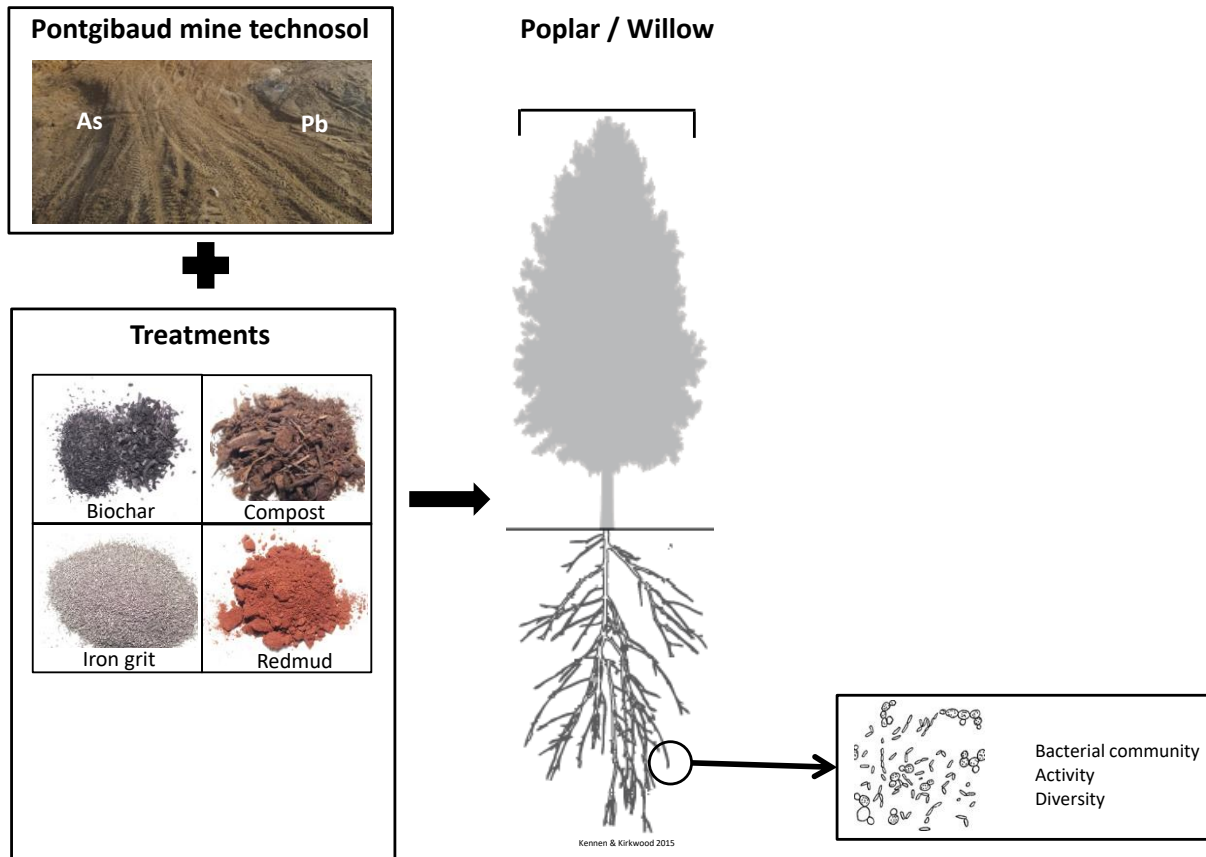 Pontgibaud mine technosol
As
Pb
Treatments
Biochar
Compost
Iron grit
Redmud
Poplar / Willow
Kennen & Kirkwood 2015
Bacterial community
Activity
Diversity